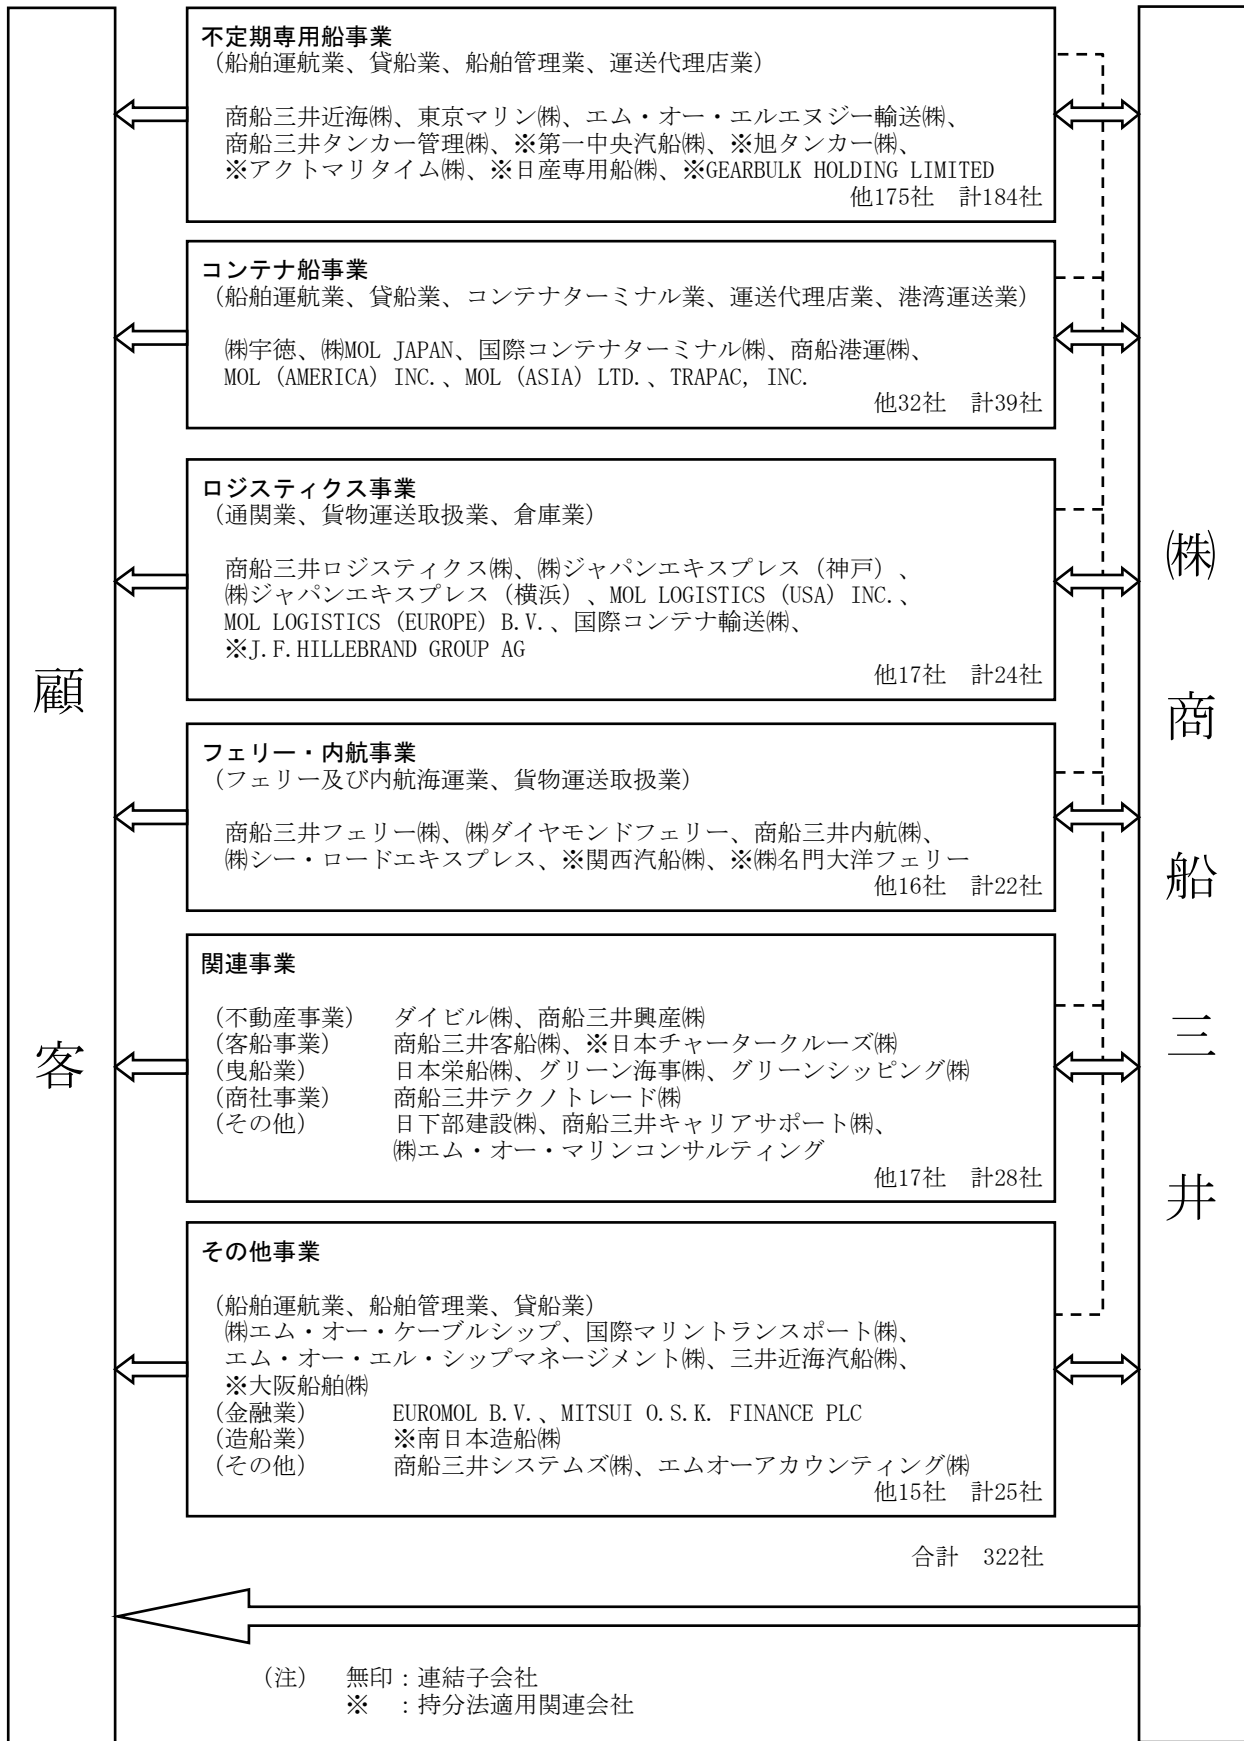 顧客
不定期専用船事業
（船舶運航業、貸船業、船舶管理業、運送代理店業）
商船三井近海㈱、東京マリン㈱、エム・オー・エルエヌジー輸送㈱、
商船三井タンカー管理㈱、※第一中央汽船㈱、※旭タンカー㈱、
※アクトマリタイム㈱、※日産専用船㈱、※GEARBULK HOLDING LIMITED
他175社　計184社
コンテナ船事業
（船舶運航業、貸船業、コンテナターミナル業、運送代理店業、港湾運送業）
㈱宇徳、㈱MOL JAPAN、国際コンテナターミナル㈱、商船港運㈱、
MOL (AMERICA) INC.、MOL (ASIA) LTD.、TRAPAC, INC.
他32社　計39社
ロジスティクス事業
（通関業、貨物運送取扱業、倉庫業）
商船三井ロジスティクス㈱、㈱ジャパンエキスプレス（神戸）、
㈱ジャパンエキスプレス（横浜）、MOL LOGISTICS (USA) INC.、
MOL LOGISTICS (EUROPE) B.V.、国際コンテナ輸送㈱、
※J.F.HILLEBRAND GROUP AG
他17社　計24社
フェリー・内航事業
（フェリー及び内航海運業、貨物運送取扱業）
商船三井フェリー㈱、㈱ダイヤモンドフェリー、商船三井内航㈱、
㈱シー・ロードエキスプレス、※関西汽船㈱、※㈱名門大洋フェリー
他16社　計22社
関連事業
（不動産事業）　ダイビル㈱、商船三井興産㈱
（客船事業）　商船三井客船㈱、※日本チャータークルーズ㈱
（曳船業）　日本栄船㈱、グリーン海事㈱、グリーンシッピング㈱
（商社事業）　商船三井テクノトレード㈱
（その他）　日下部建設㈱、商船三井キャリアサポート㈱、
㈱エム・オー・マリンコンサルティング
他17社　計28社
その他事業
（船舶運航業、船舶管理業、貸船業）
㈱エム・オー・ケーブルシップ、国際マリントランスポート㈱、
エム・オー・エル・シップマネージメント㈱、三井近海汽船㈱、
※大阪船舶㈱
（金融業）　EUROMOL B.V.、MITSUI O.S.K. FINANCE PLC
（造船業）　※南日本造船㈱
（その他）　商船三井システムズ㈱、エムオーアカウンティング㈱
他15社　計25社
合計　322社
㈱商船三井
（注）　無印：連結子会社
※　：持分法適用関連会社